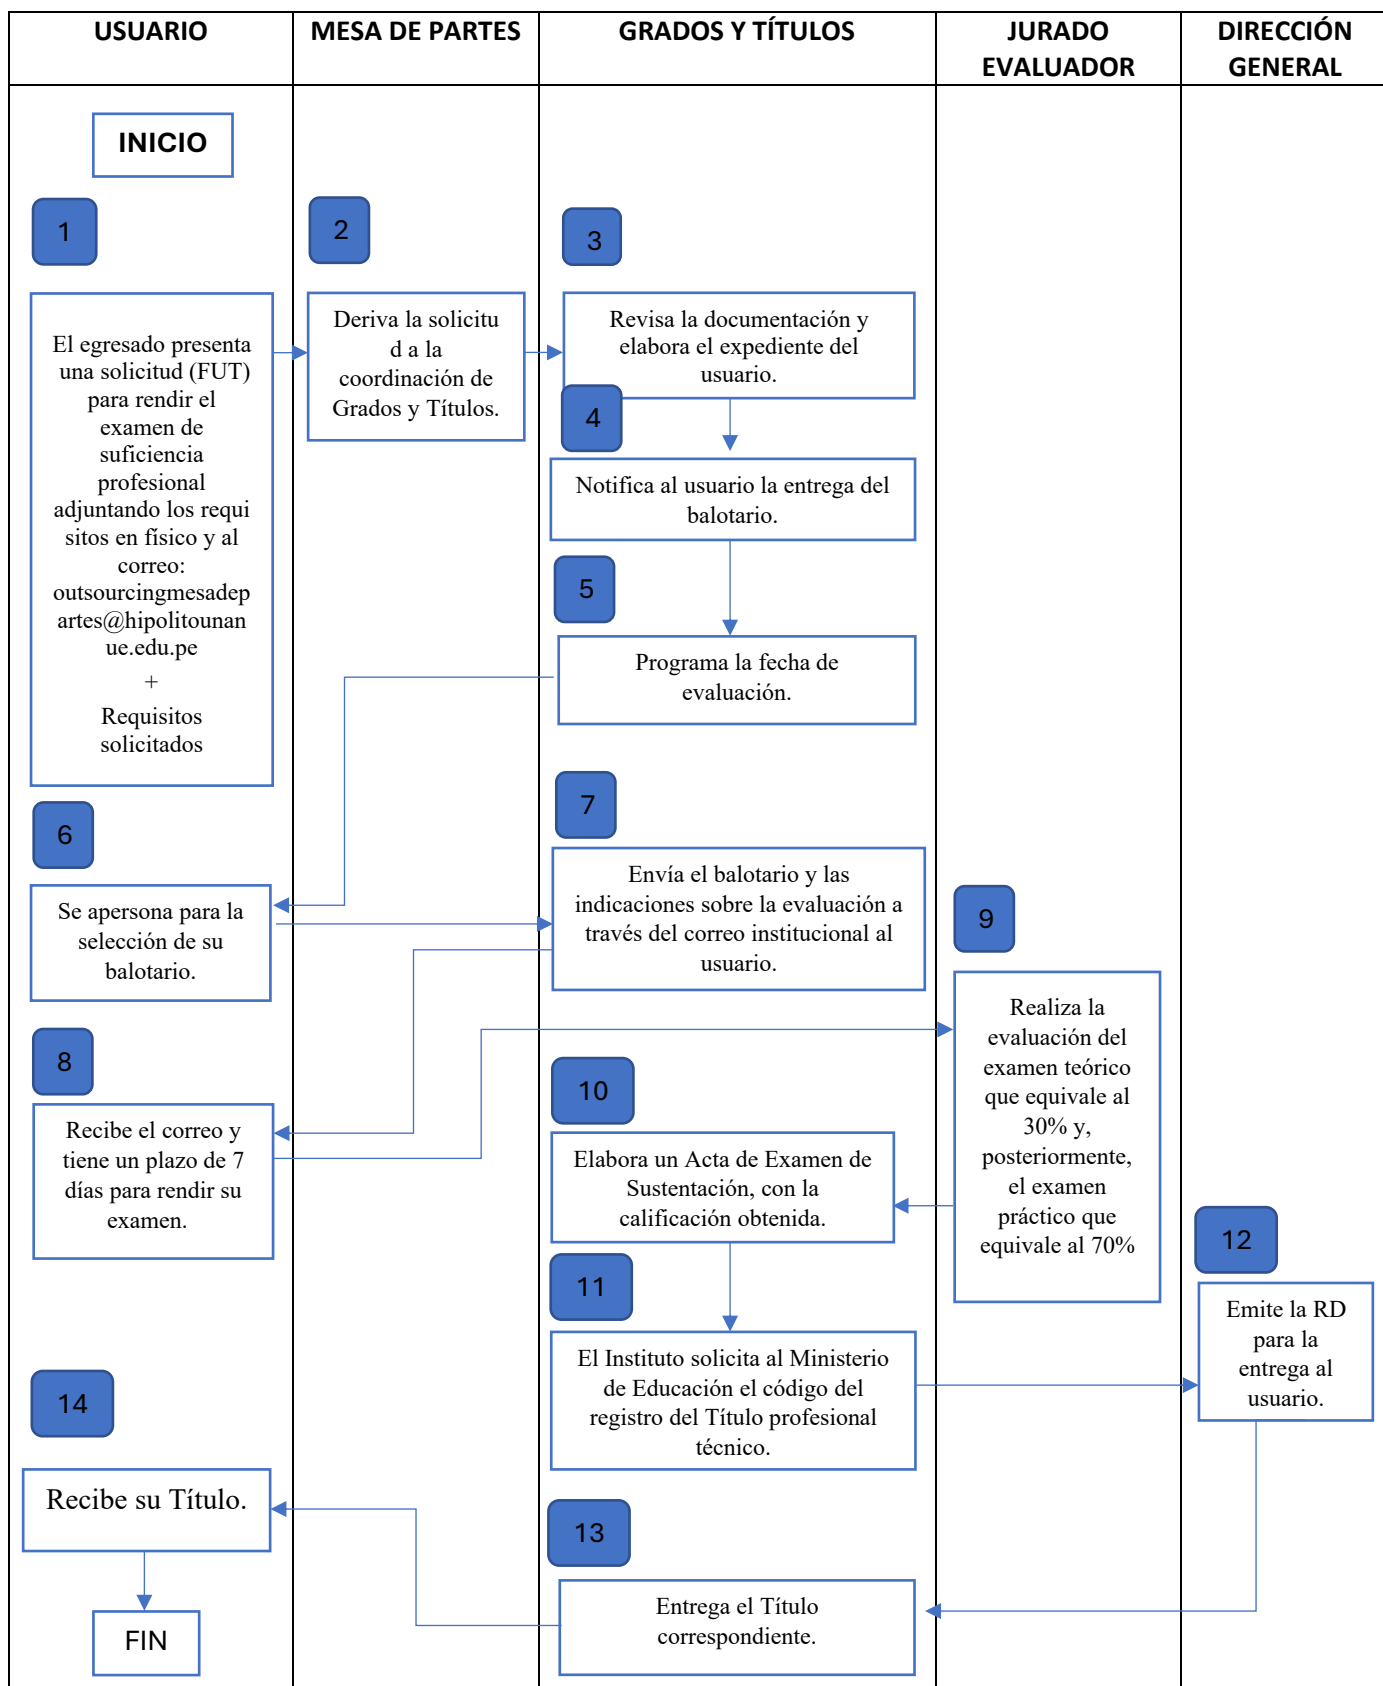 USUARIO
MESA DE PARTES
GRADOS Y TÍTULOS
JURADO
EVALUADOR
DIRECCIÓN
GENERAL
INICIO
1
El egresado presenta
una solicitud (FUT)
para rendir el
examen de
suficiencia
profesional
adjuntando los requi
sitos en físico y al
correo:
outsourcingmesadep
artes@hipolitounan
ue.edu.pe
+
Requisitos
solicitados
2
Deriva la solicitu
d a la
coordinación de
Grados y Títulos.
3
Revisa la documentación y
elabora el expediente del
usuario.
4
Notifica al usuario la entrega del
balotario.
5
Programa la fecha de
evaluación.
6
Se apersona para la
selección de su
balotario.
7
Envía el balotario y las
indicaciones sobre la evaluación a
través del correo institucional al
usuario.
8
Recibe el correo y
tiene un plazo de 7
días para rendir su
examen.
9
Realiza la
evaluación del
examen teórico
que equivale al
30% y,
posteriormente,
el examen
práctico que
equivale al 70%
10
Elabora un Acta de Examen de
Sustentación, con la
calificación obtenida.
11
El Instituto solicita al Ministerio
de Educación el código del
registro del Título profesional
técnico.
12
Emite la RD
para la
entrega al
usuario.
13
Entrega el Título
correspondiente.
14
Recibe su Título.
FIN